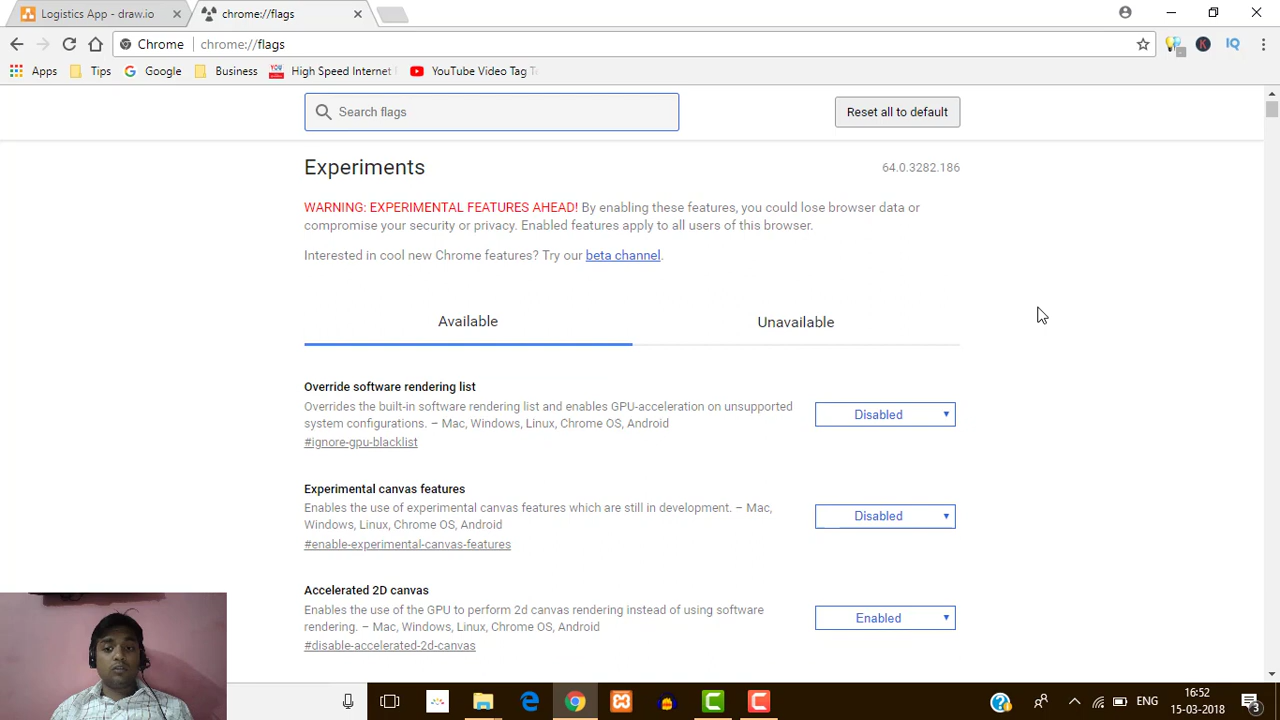 Logistics App - draw.io
chrome://flags
Chrome chrome://flags
Apps Tips Google Business High Speed Internet YouTube Video Tag
Search flags
Reset all to default
Experiments
64.0.3282.186
WARNING: EXPERIMENTAL FEATURES AHEAD! By enabling these features, you could lose browser data or
compromise your security or privacy. Enabled features apply to all users of this browser.
Interested in cool new Chrome features? Try our beta channel.
Available
Unavailable
Override software rendering list
Overrides the built-in software rendering list and enables GPU-acceleration on unsupported
system configurations. – Mac, Windows, Linux, Chrome OS, Android
#ignore-gpu-blacklist
Disabled
Experimental canvas features
Enables the use of experimental canvas features which are still in development. – Mac,
Windows, Linux, Chrome OS, Android
#enable-experimental-canvas-features
Disabled
Accelerated 2D canvas
Enables the use of the GPU to perform 2d canvas rendering instead of using software
rendering. – Mac, Windows, Linux, Chrome OS, Android
#disable-accelerated-2d-canvas
Enabled
ENG
16:52
15-03-2018
3